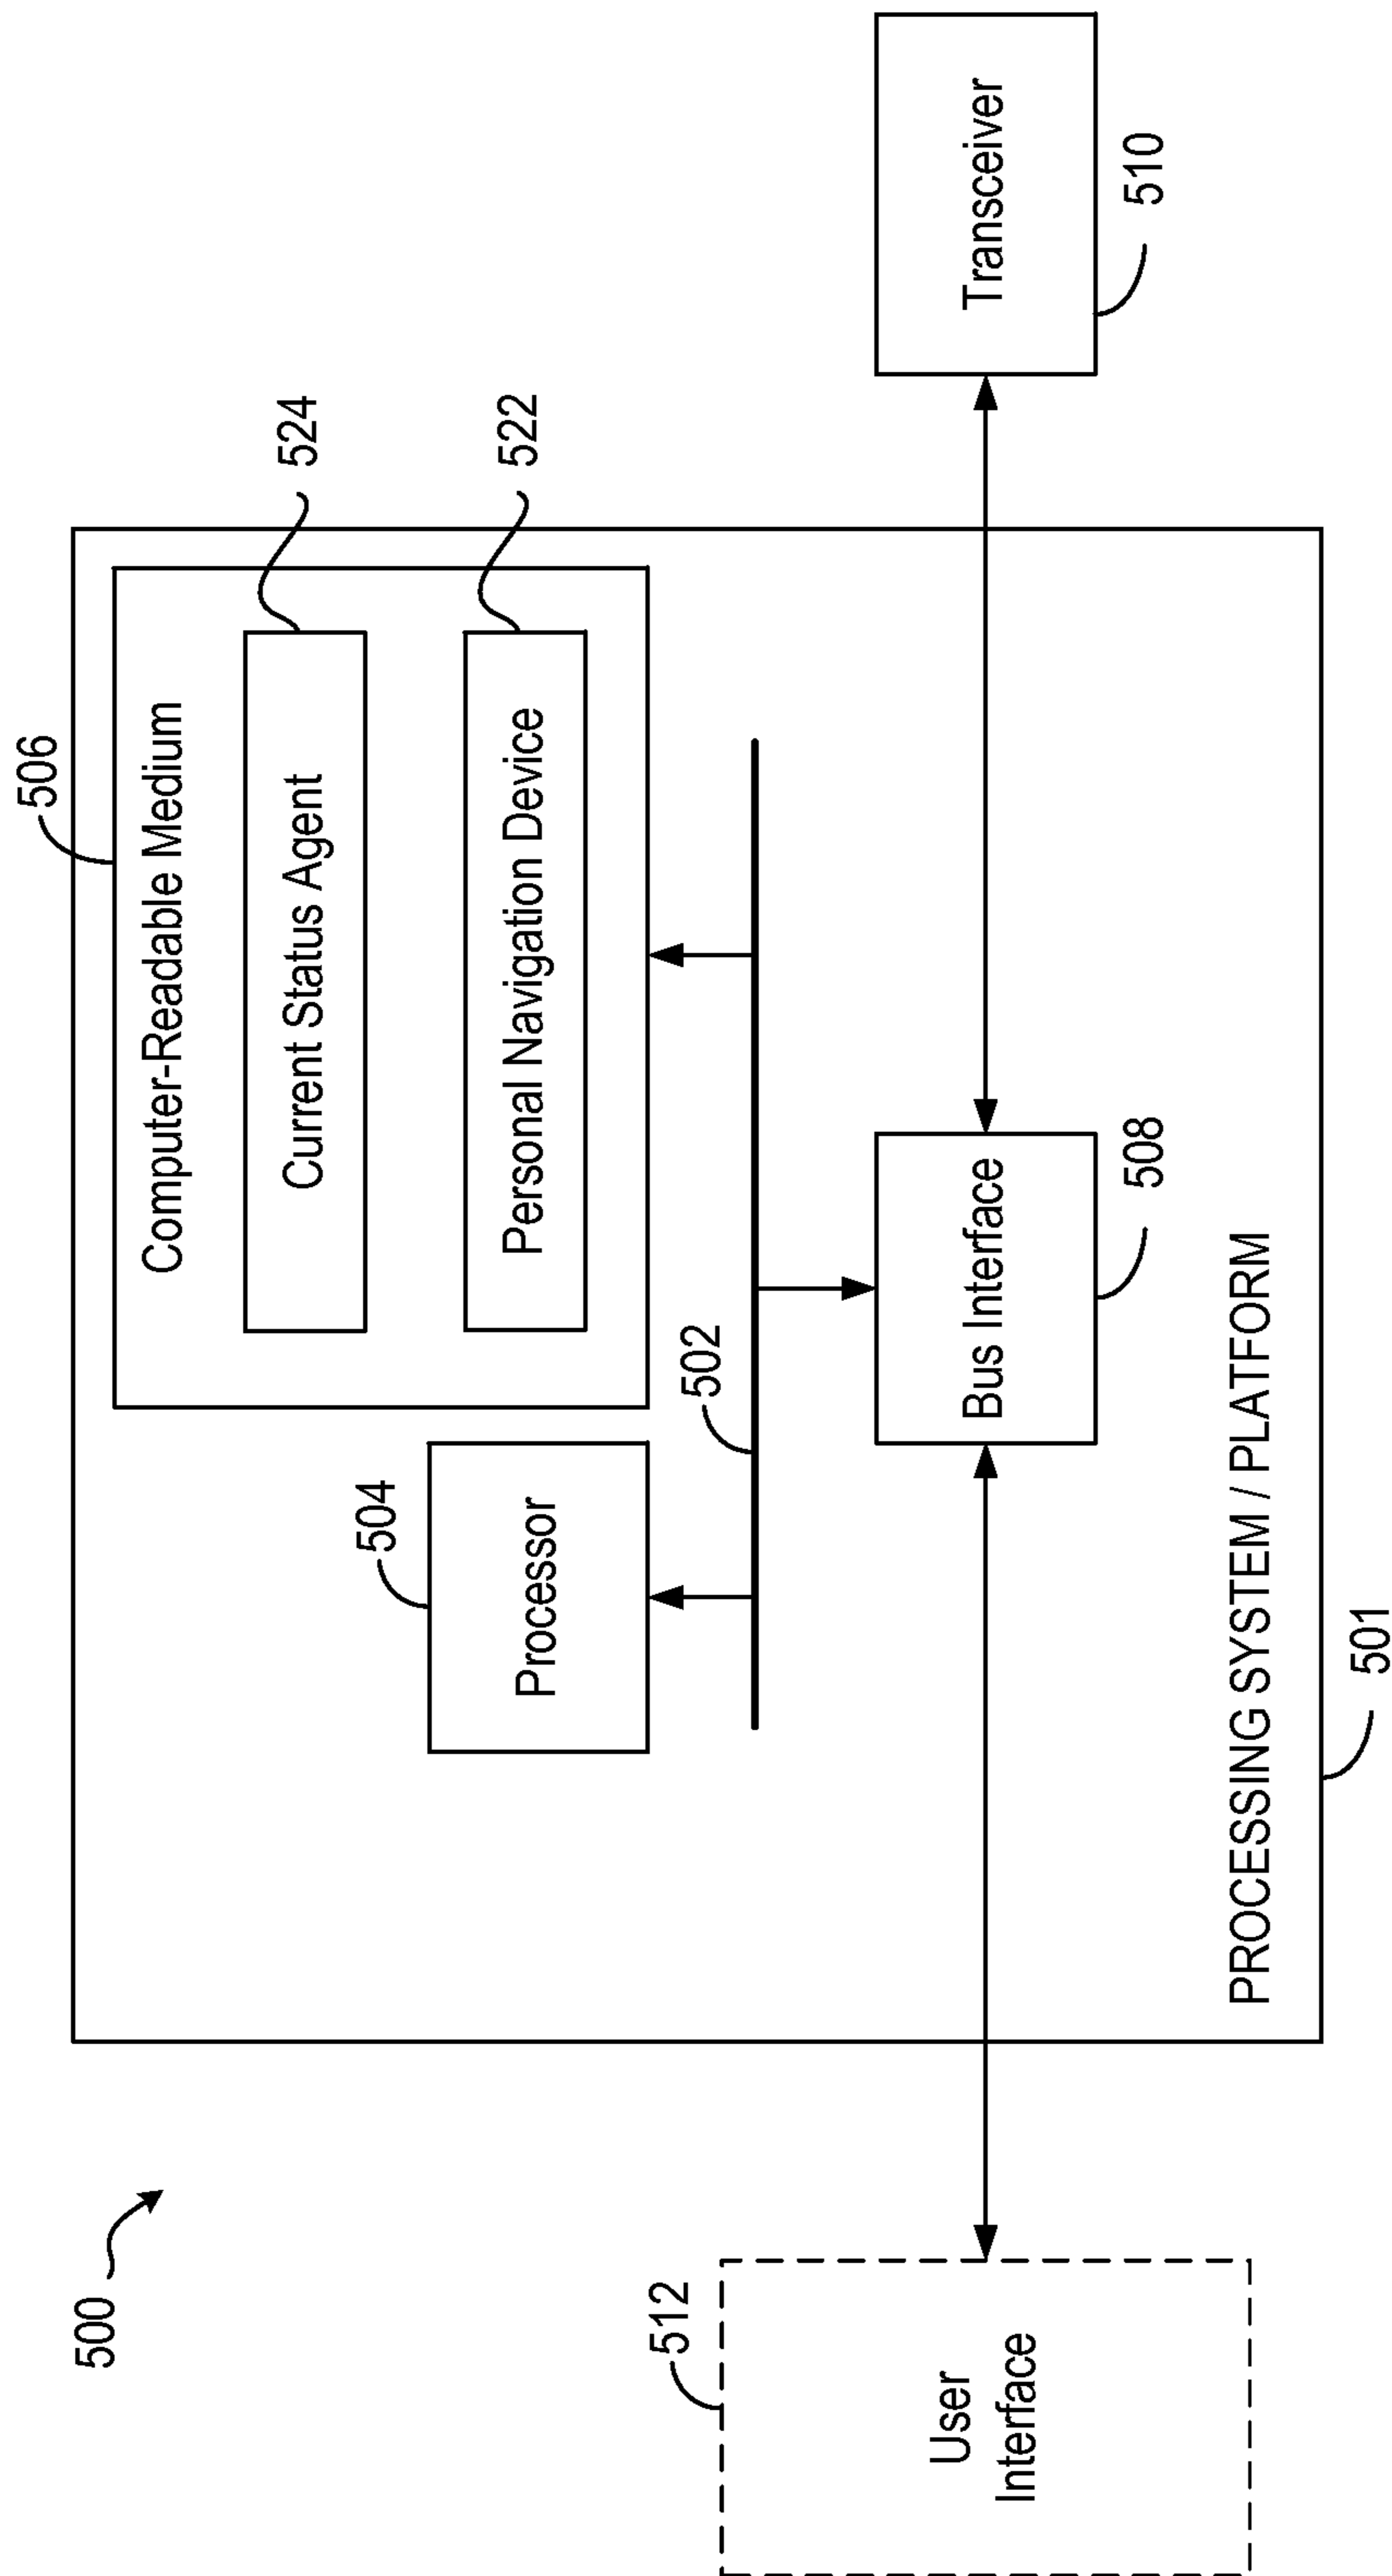 500
506
Computer-Readable Medium
524
Current Status Agent
522
Personal Navigation Device
504
Processor
502
512
User
Interface
Bus Interface
508
Transceiver
510
PROCESSING SYSTEM / PLATFORM
501